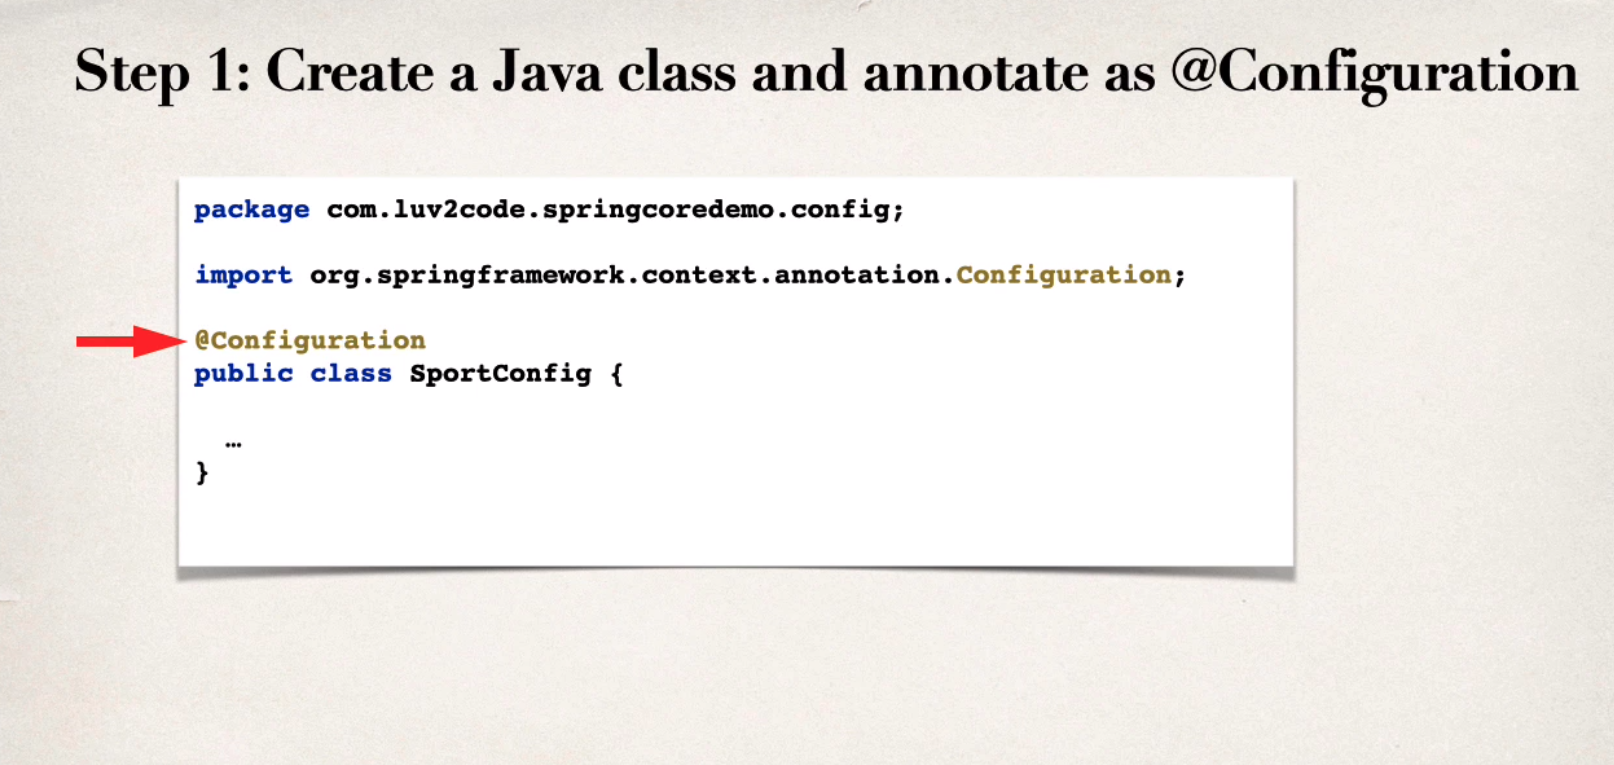 Step 1: Create a Java class and annotate as @Configuration
package com.luv2code.springcoredemo.config;
import org.springframework.context.annotation.Configuration;
@Configuration
public class SportConfig {
…
}